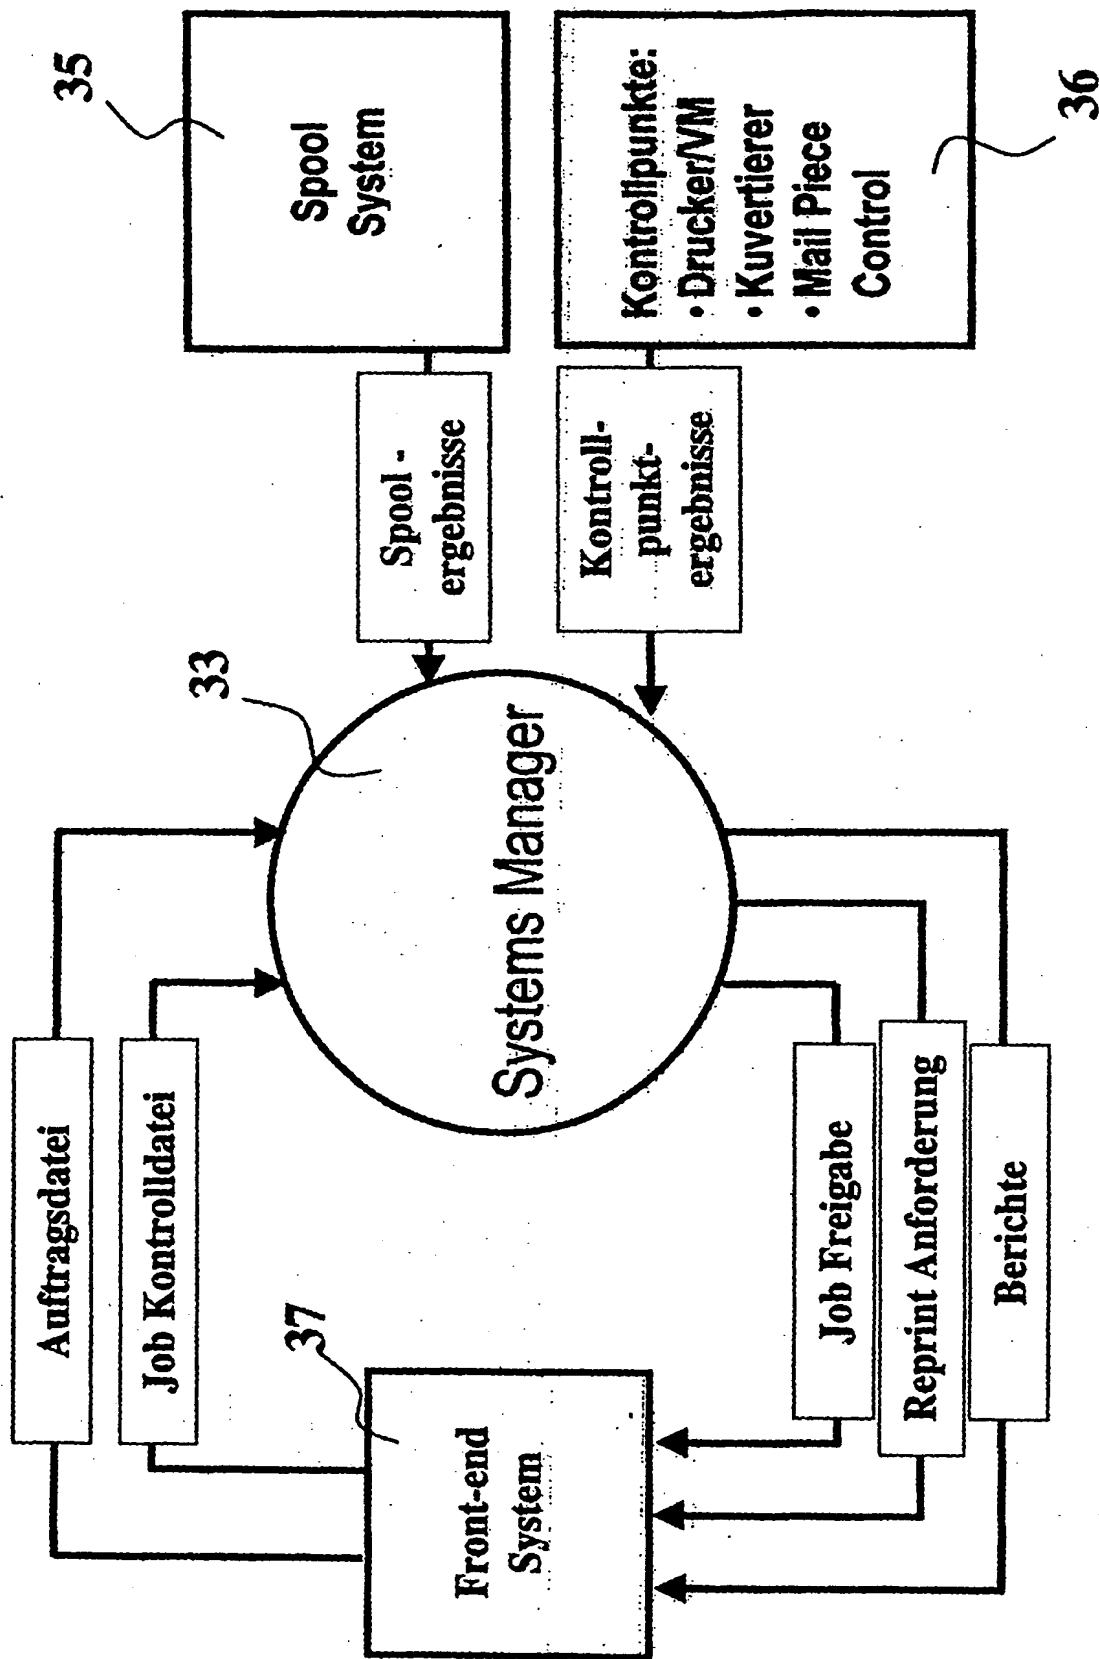 Auftragsdatei
Job Kontrolldatei
37
Front-end
System
33
Systems Manager
Spool -
ergebnisse
Kontroll-
punkt-
ergebnisse
35
Spool
System
Kontrollpunkte:
• Drucker/VM
• Kuvertierer
• Mail Piece
Control
36
Job Freigabe
Reprint Anforderung
Berichte